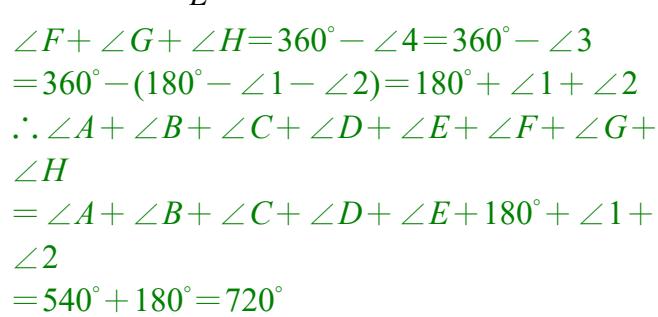 E
∠F+∠G+∠H=360°−∠4=360°−∠3
=360°−(180°−∠1−∠2)=180°+∠1+∠2
∴∠A+∠B+∠C+∠D+∠E+∠F+∠G+
∠H
=∠A+∠B+∠C+∠D+∠E+180°+∠1+
∠2
=540°+180°=720°